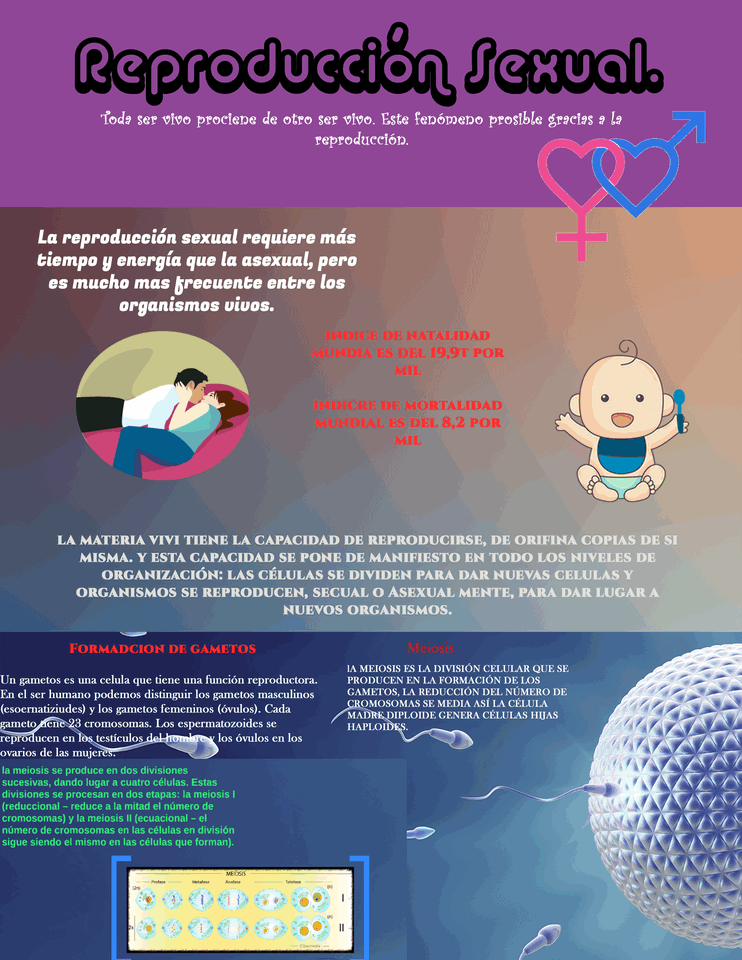 Reproducción Sexual.
Toda ser vivo prociene de otro ser vivo. Este fenómeno prosible gracias a la
reproducción.
La reproducción sexual requiere más
tiempo y energía que la asexual, pero
es mucho mas frecuente entre los
organismos vivos.
INDICE DE NATALIDAD
MUNDIA ES DEL 19,9T POR
MIL
INDICRE DE MORTALIDAD
MUNDIAL ES DEL 8,2 POR
MIL
LA MATERIA VIVI TIENE LA CAPACIDAD DE REPRODUCIRSE, DE ORIFINA COPIAS DE SI
MISMA. Y ESTA CAPACIDAD SE PONE DE MANIFIESTO EN TODO LOS NIVELES DE
ORGANIZACIÓN: LAS CÉLULAS SE DIVIDEN PARA DAR NUEVAS CELULAS Y
ORGANISMOS SE REPRODUCEN, SECUAL O ASEXUAL MENTE, PARA DAR LUGAR A
NUEVOS ORGANISMOS.
FORMADCION DE GAMETOS
Un gametos es una celula que tiene una función reproductora.
En el ser humano podemos distinguir los gametos masculinos
(esoernatiziudes) y los gametos femeninos (óvulos). Cada
gameto tiene 23 cromosomas. Los espermatozoides se
reproducen en los testículos del hombre y los óvulos en los
ovarios de las mujeres.
Meiosis
lA MEIOSIS ES LA DIVISIÓN CELULAR QUE SE
PRODUCEN EN LA FORMACIÓN DE LOS
GAMETOS, LA REDUCCIÓN DEL NÚMERO DE
CROMOSOMAS SE MEDIA ASÍ LA CÉLULA
MADRE DIPLOIDE GENERA CÉLULAS HIJAS
HAPLOIDES.
la meiosis se produce en dos divisiones
sucesivas, dando lugar a cuatro células. Estas
divisiones se procesan en dos etapas: la meiosis I
(reduccional – reduce a la mitad el número de
cromosomas) y la meiosis II (ecuacional – el
número de cromosomas en las células en división
sigue siendo el mismo en las células que forman).
MEIOSIS
Profase Metafase Anafase Telofase
I
II